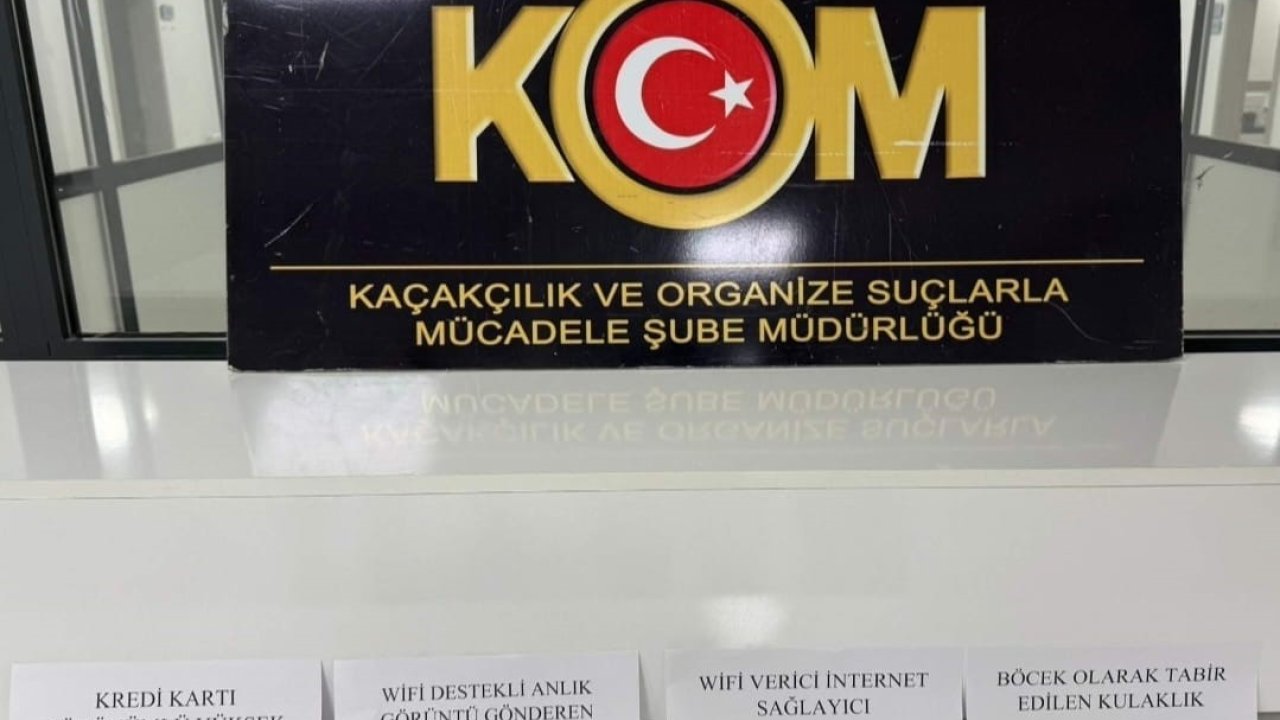 KOM
KAÇAKÇILIK VE ORGANİZE SUÇLARLA
MÜCADELE ŞUBE MÜDÜRLÜĞÜ
KREDİ KARTI
WİFİ DESTEKLİ ANLIK
GÖRÜNTÜ GÖNDEREN
WİFİ VERİCİ İNTERNET
SAĞLAYICI
BÖCEK OLARAK TABİR
EDİLEN KULAKLIK